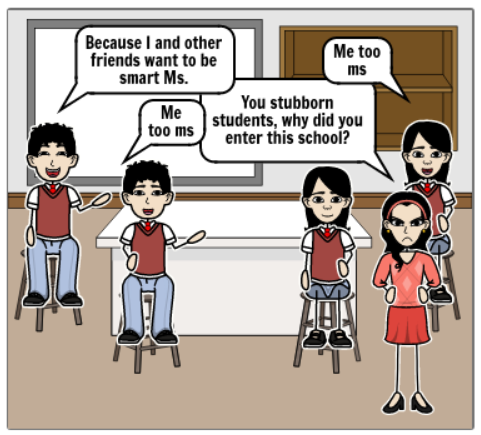 Because I and other
friends want to be
smart Ms.
Me too
ms
Me
too ms
You stubborn
students, why did you
enter this school?